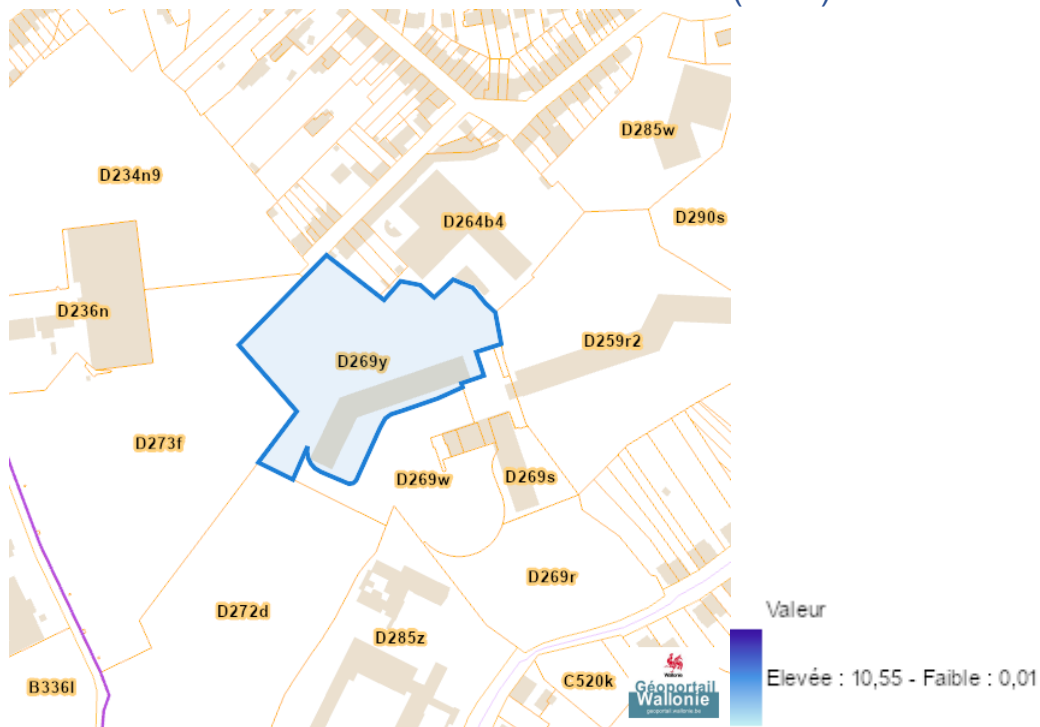 D285w
D234n9
D290s
D264b4
D236n
D259r2
D269y
D273f
D269w
D269s
D269r
D272d
D285z
B336l
C520k
Wallonie
Géoportail
Wallonie
geoportail.wallonie.be
Valeur
Elevée : 10,55 - Faible : 0,01